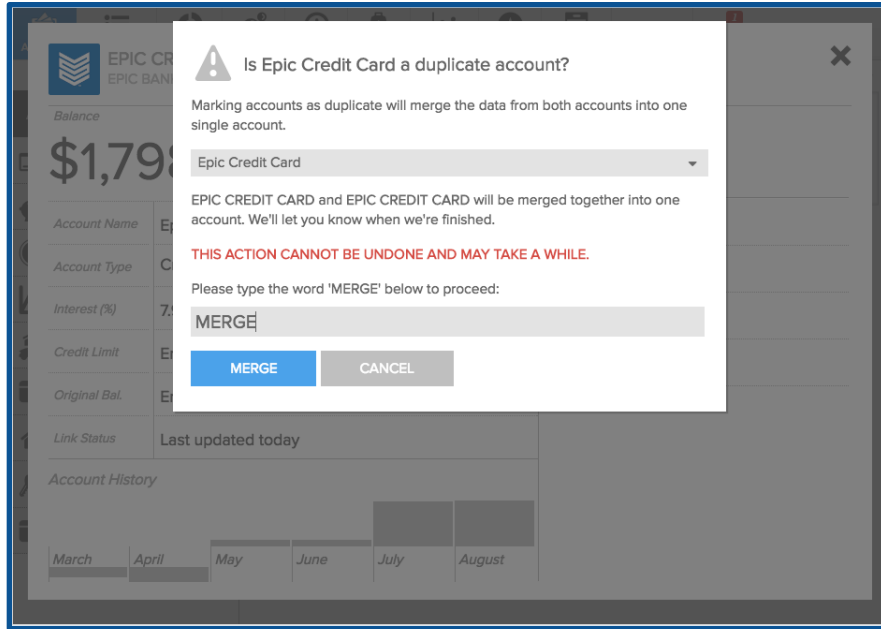 Is Epic Credit Card a duplicate account?
Marking accounts as duplicate will merge the data from both accounts into one
single account.
Epic Credit Card
EPIC CREDIT CARD and EPIC CREDIT CARD will be merged together into one
account. We'll let you know when we're finished.
THIS ACTION CANNOT BE UNDONE AND MAY TAKE A WHILE.
Please type the word 'MERGE' below to proceed:
MERGE
MERGE CANCEL
EPIC
EPIC
Balance
$1,798
Account Name
Account Type
Interest (%) 7.
Credit Limit
Original Bal.
Link Status Last updated today
Account History
March April May June July August